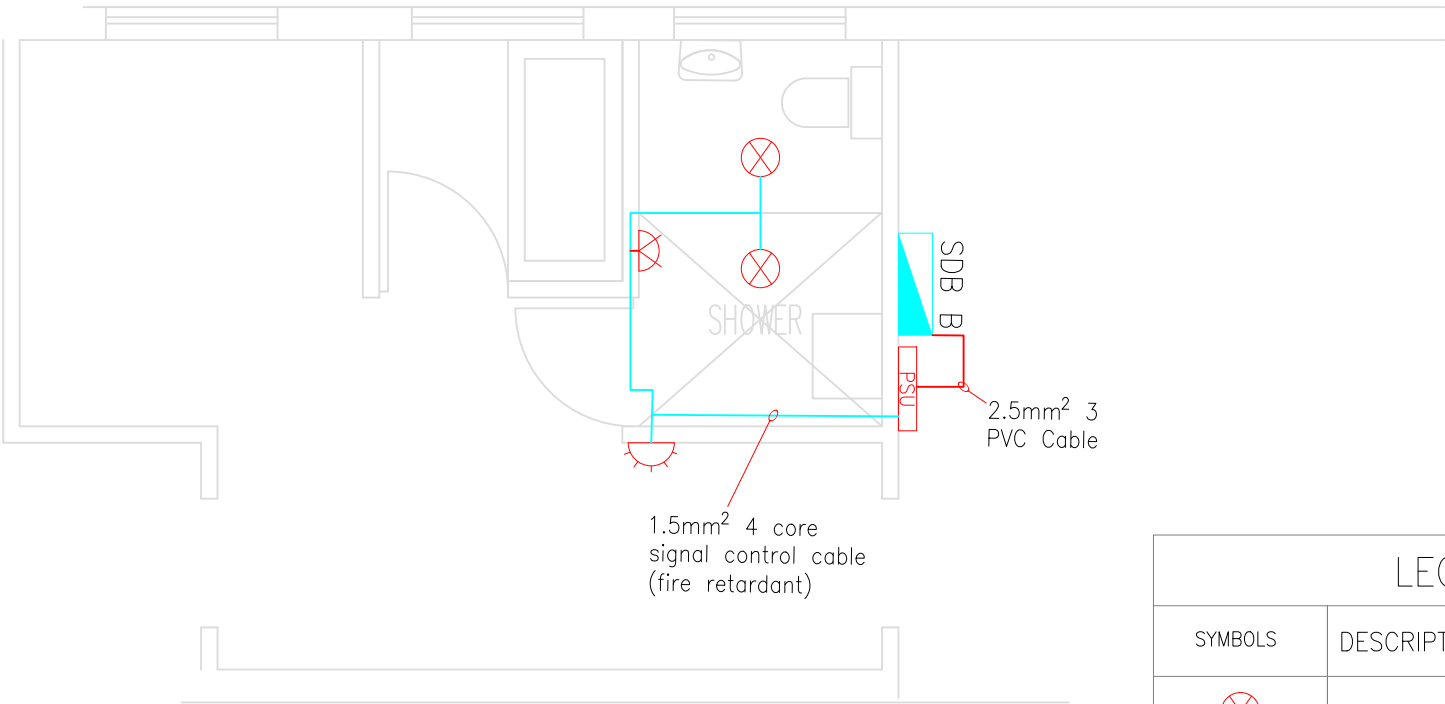 SDB B
SHOWER
PSU
2.5mm² 3
PVC Cable
1.5mm² 4 core
signal control cable
(fire retardant)
LEG
SYMBOLS
DESCRIPT